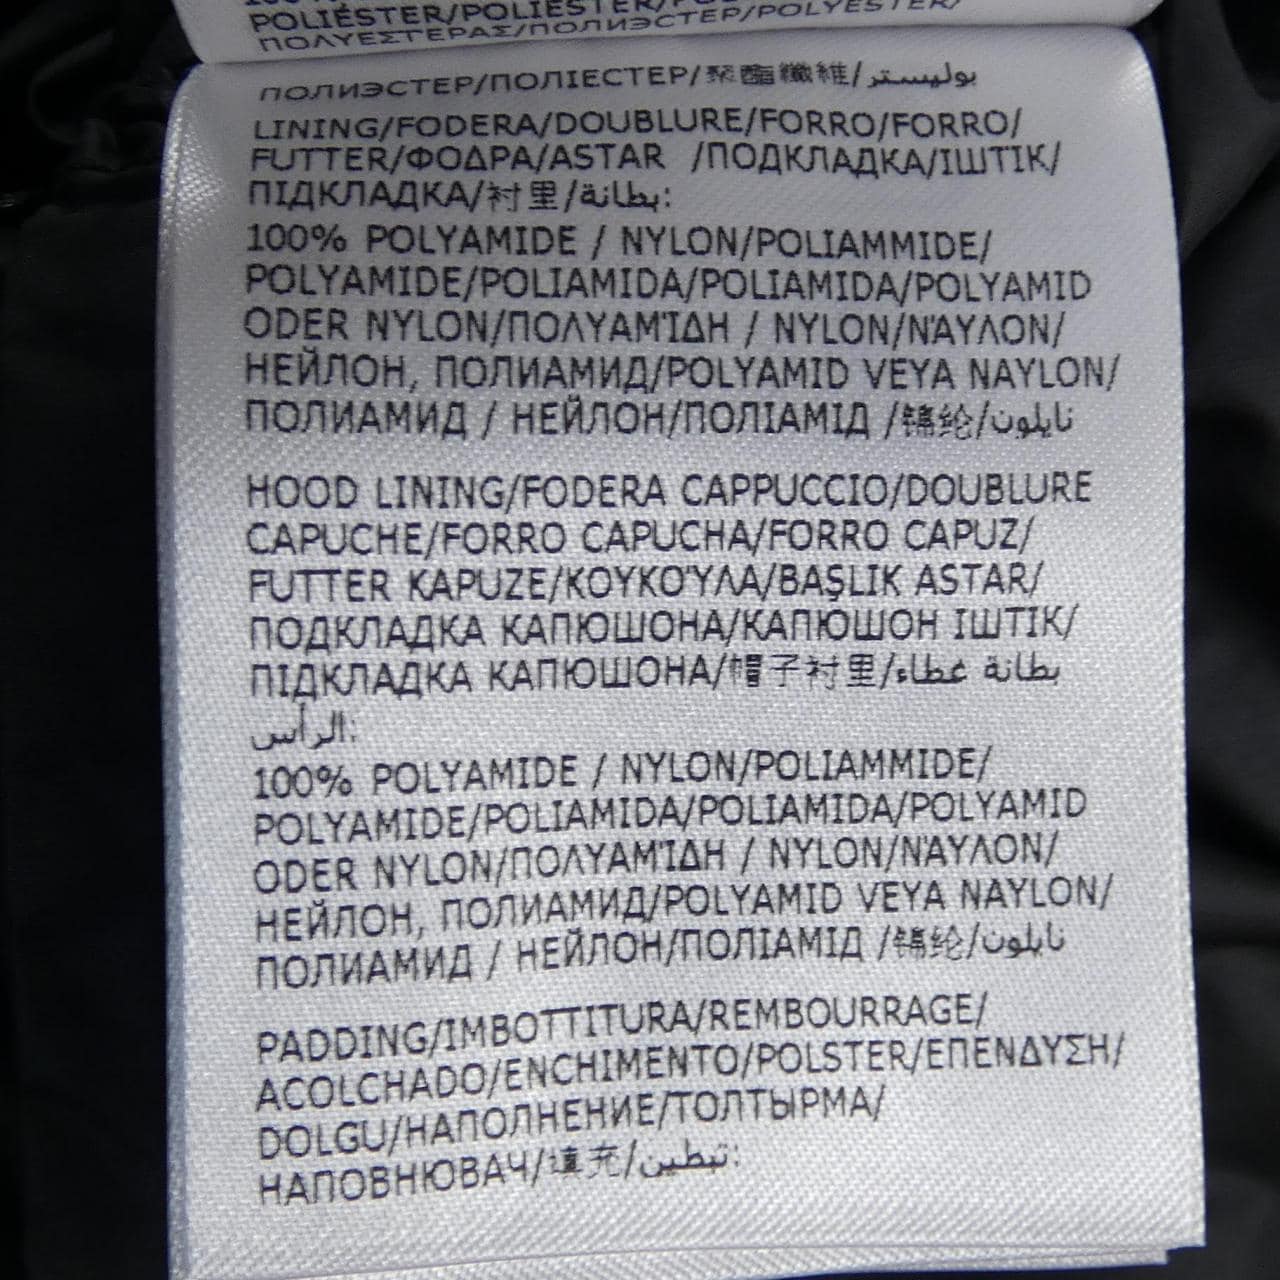 POLIÉSTER/POLIÉSTER/
ΠΟΛΥΕΣΤΕΡΑΣ/ПОЛИЭСТЕР/POLYESTER/
ПОЛИЭСТЕР/ПОЛІЕСТЕР/聚酯纖維/بوليستر
LINING/FODERA/DOUBLURE/FORRO/FORRO/
FUTTER/ΦΟΔΡΑ/ASTAR /ПОДКЛАДКА/ІШТІК/
ПІДКЛАДКА/衬里/بطانة:
100% POLYAMIDE / NYLON/POLIAMMIDE/
POLYAMIDE/POLIAMIDA/POLIAMIDA/POLYAMID
ODER NYLON/ΠΟΛΥΑΜΊΔΗ / NYLON/ΝΆΥΛΟΝ/
НЕЙЛОН, ПОЛИАМИД/POLYAMID VEYA NAYLON/
ПОЛИАМИД / НЕЙЛОН/ПОЛІАМІД /锦纶/نايلون
HOOD LINING/FODERA CAPPUCCIO/DOUBLURE
CAPUCHE/FORRO CAPUCHA/FORRO CAPUZ/
FUTTER KAPUZE/ΚΟΥΚΟΎΛΑ/BAŞLIK ASTAR/
ПОДКЛАДКА КАПЮШОНА/КАПЮШОН ІШТІК/
ПІДКЛАДКА КАПЮШОНА/帽子衬里/بطانة غطاء
الرأس:
100% POLYAMIDE / NYLON/POLIAMMIDE/
POLYAMIDE/POLIAMIDA/POLIAMIDA/POLYAMID
ODER NYLON/ΠΟΛΥΑΜΊΔΗ / NYLON/ΝΆΥΛΟΝ/
НЕЙЛОН, ПОЛИАМИД/POLYAMID VEYA NAYLON/
ПОЛИАМИД / НЕЙЛОН/ПОЛІАМІД /锦纶/نايلون
PADDING/IMBOTTITURA/REMBOURRAGE/
ACOLCHADO/ENCHIMENTO/POLSTER/ΕΠΕΝΔΥΣΗ/
DOLGU/НАПОЛНЕНИЕ/ТОЛТЫРМА/
НАПОВНЮВАЧ/填充/تبطين: